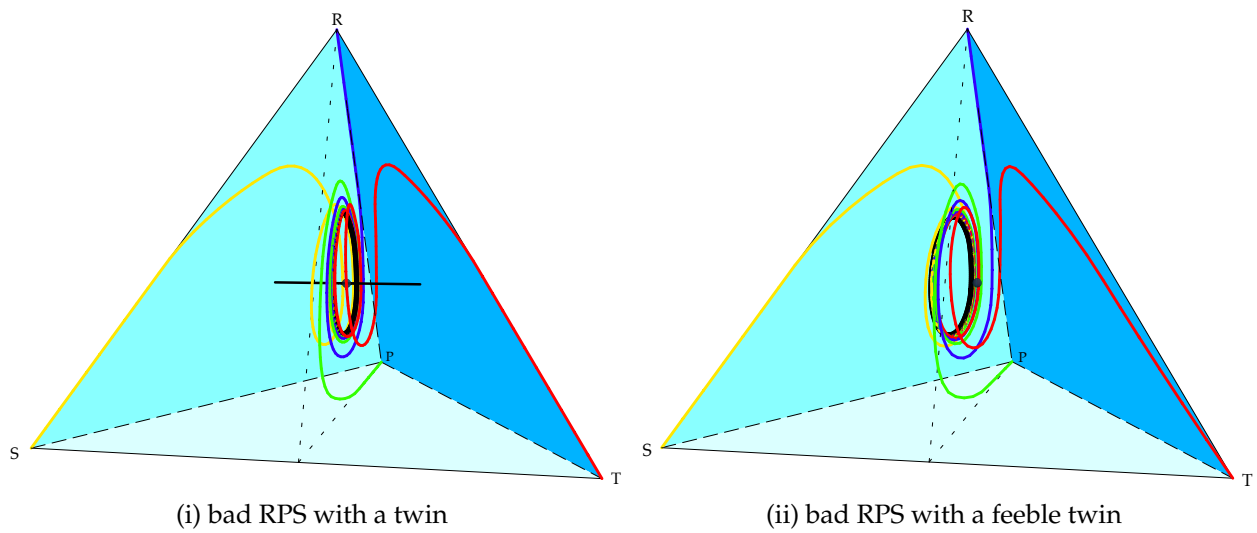 R
R
P
P
S
T
S
T
(i) bad RPS with a twin
(ii) bad RPS with a feeble twin